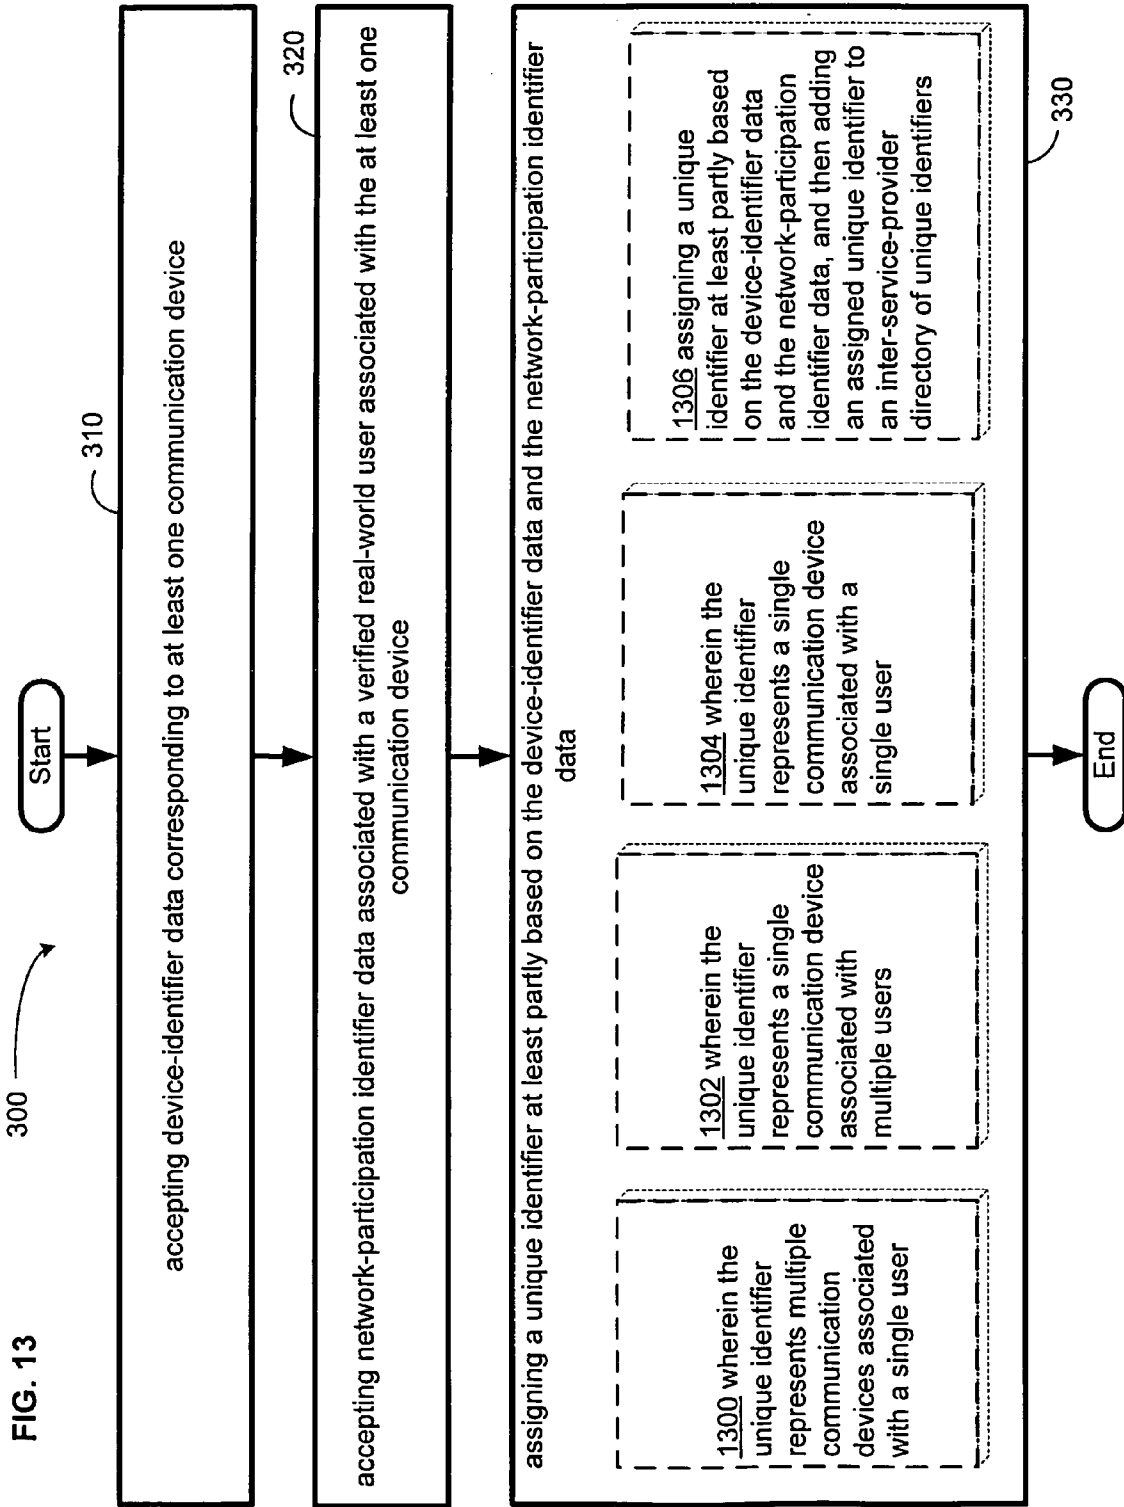 FIG. 13
300
Start
310
accepting device-identifier data corresponding to at least one communication device
320
accepting network-participation identifier data associated with a verified real-world user associated with the at least one
communication device
assigning a unique identifier at least partly based on the device-identifier data and the network-participation identifier
data
1300 wherein the
unique identifier
represents multiple
communication
devices associated
with a single user
1302 wherein the
unique identifier
represents a single
communication device
associated with
multiple users
1304 wherein the
unique identifier
represents a single
communication device
associated with a
single user
1306 assigning a unique
identifier at least partly based
on the device-identifier data
and the network-participation
identifier data, and then adding
an assigned unique identifier to
an inter-service-provider
directory of unique identifiers
330
End